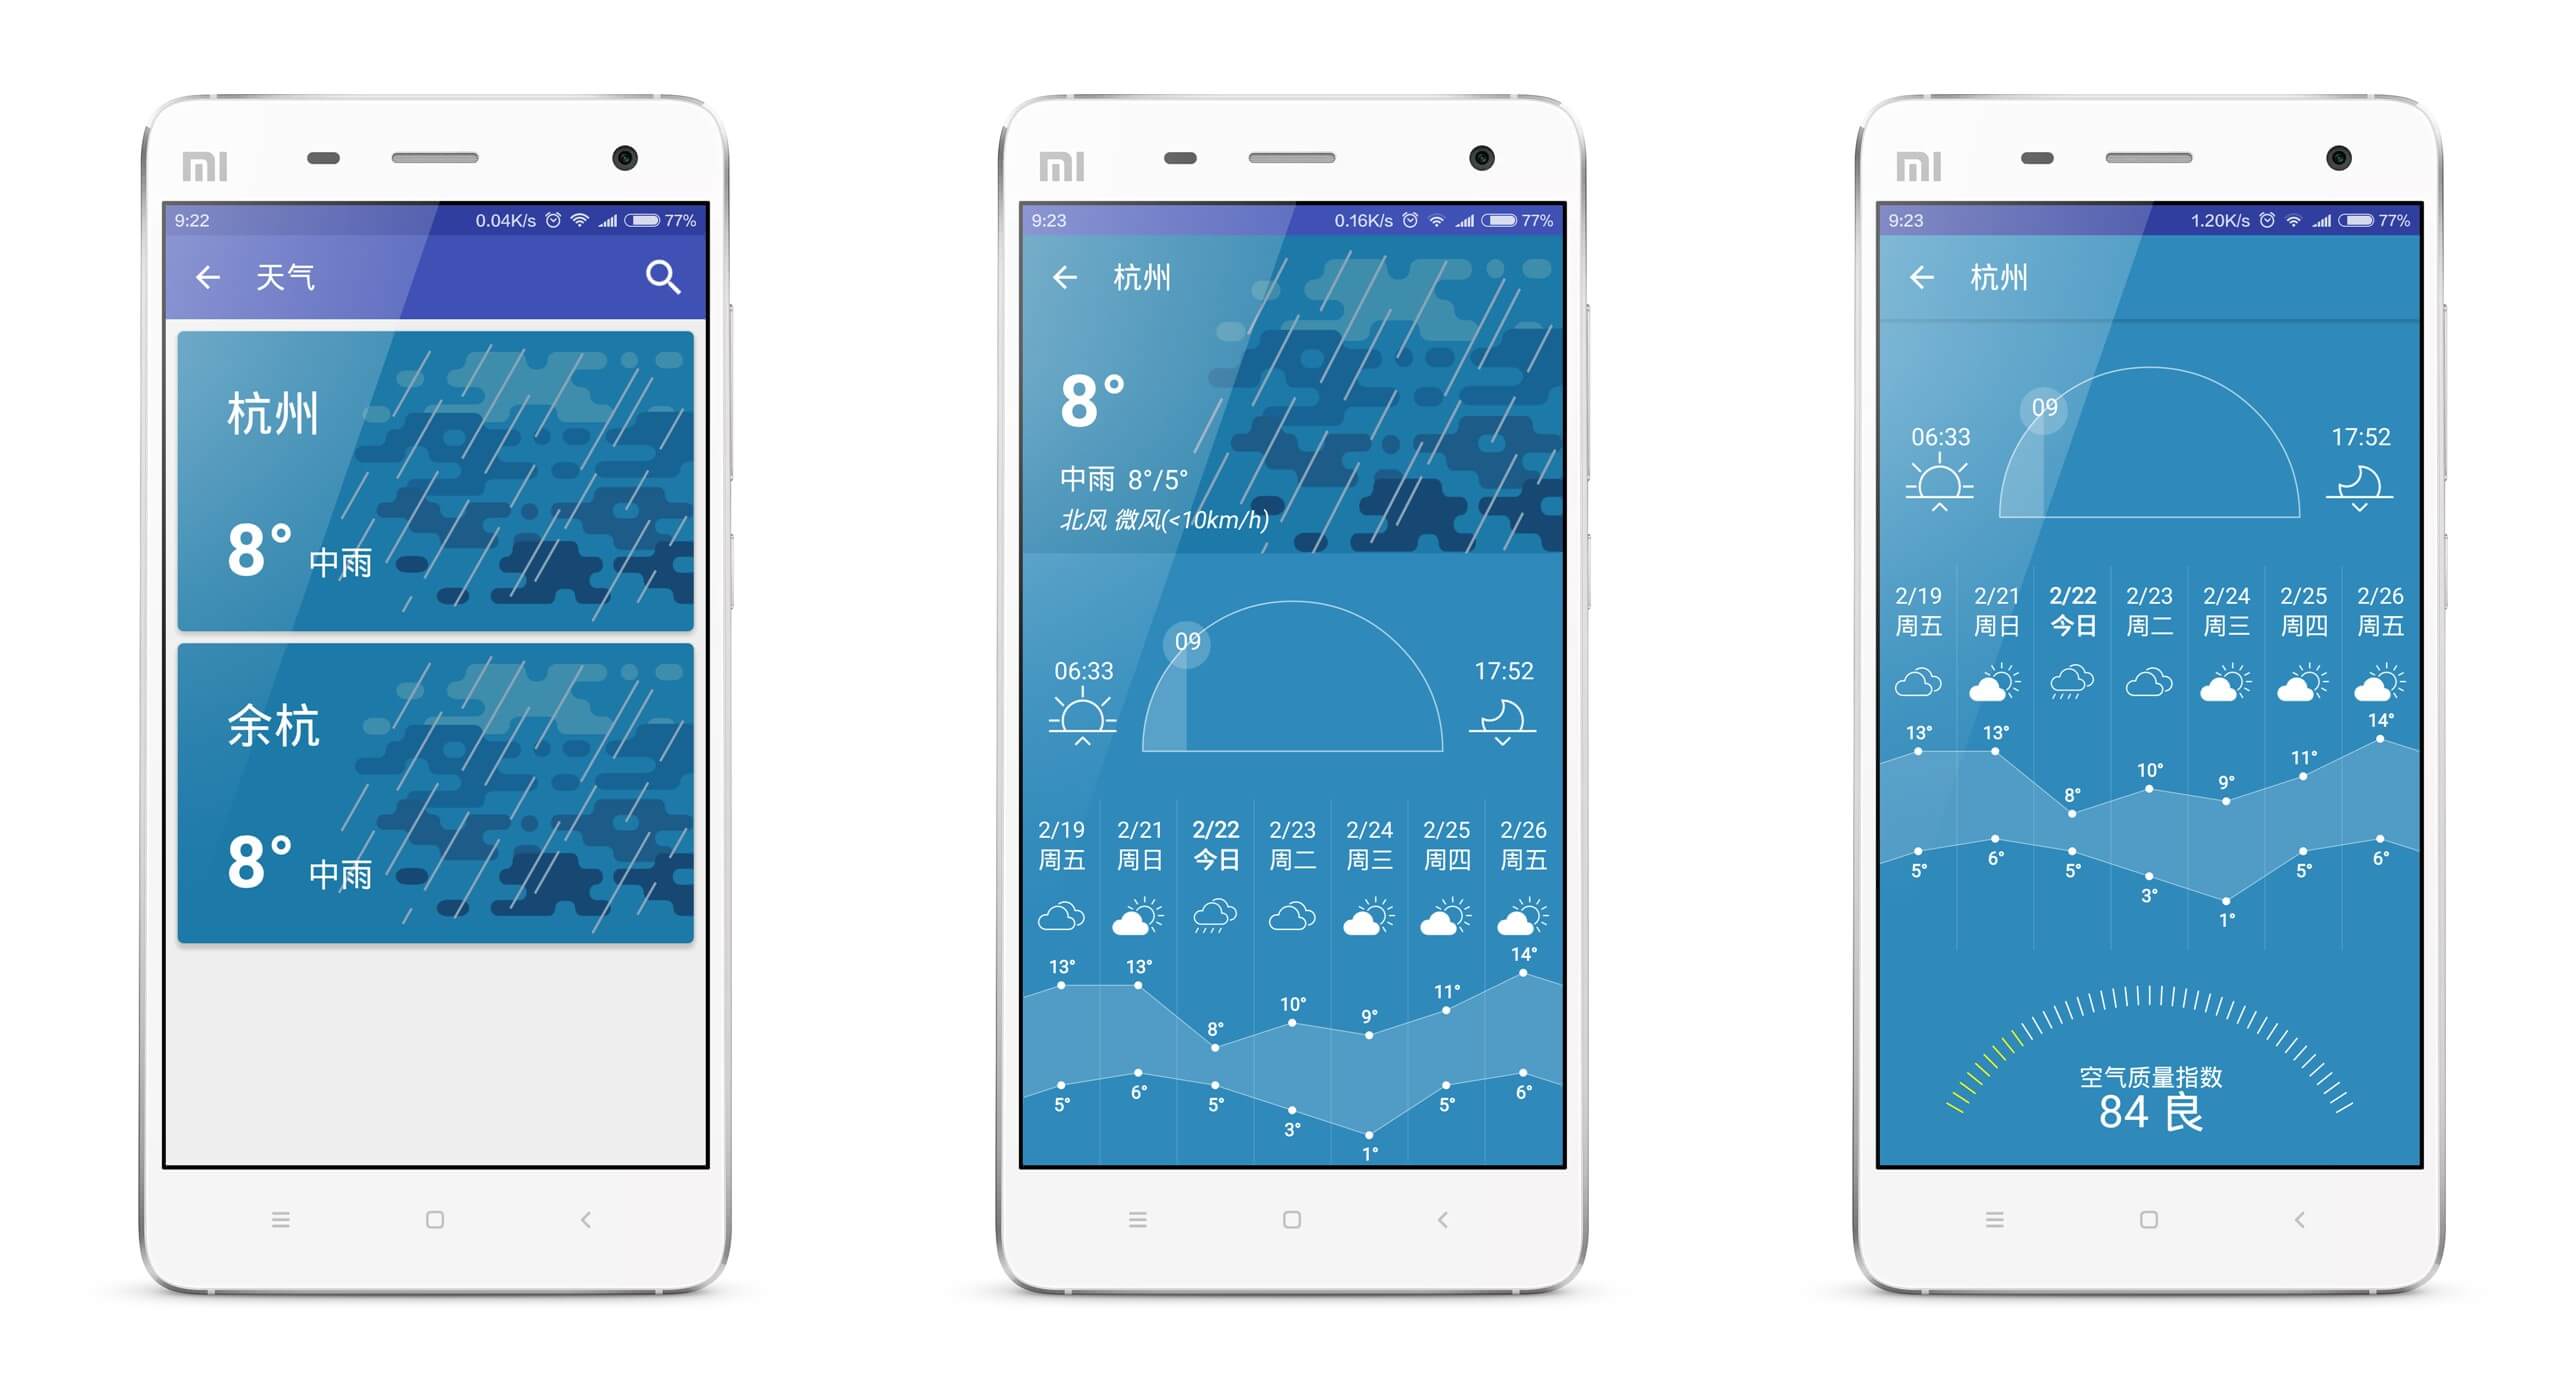 MI
9:22 0.04K/s 77%
天气
杭州
8° 中雨
余杭
8° 中雨
MI
9:23 0.16K/s 77%
杭州
8°
中雨 8°/5°
北风 微风(<10km/h)
09
06:33 17:52
2/19 2/21 2/22 2/23 2/24 2/25 2/26
周五 周日 今日 周二 周三 周四 周五
14°
13° 13°
11°
10°
9°
8°
6° 6°
5° 5° 5°
3°
1°
MI
9:23 1.20K/s 77%
杭州
09
06:33 17:52
2/19 2/21 2/22 2/23 2/24 2/25 2/26
周五 周日 今日 周二 周三 周四 周五
14°
13° 13°
11°
10°
9°
8°
6° 6°
5° 5° 5°
3°
1°
空气质量指数
84 良